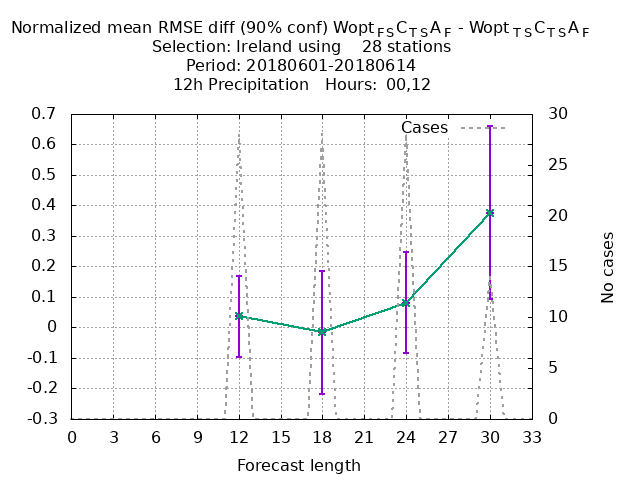 Normalized mean RMSE diff (90% conf) Wopt FS C TS A F - Wopt TS C TS A F
Selection: Ireland using 28 stations
Period: 20180601-20180614
12h Precipitation Hours: 00,12
0.7 30
Cases
0.6
25
0.5
0.4 20
0.3
0.2 15
0.1
0 10
-0.1
5
-0.2
-0.3 0
No cases
0 3 6 9 12 15 18 21 24 27 30 33
Forecast length